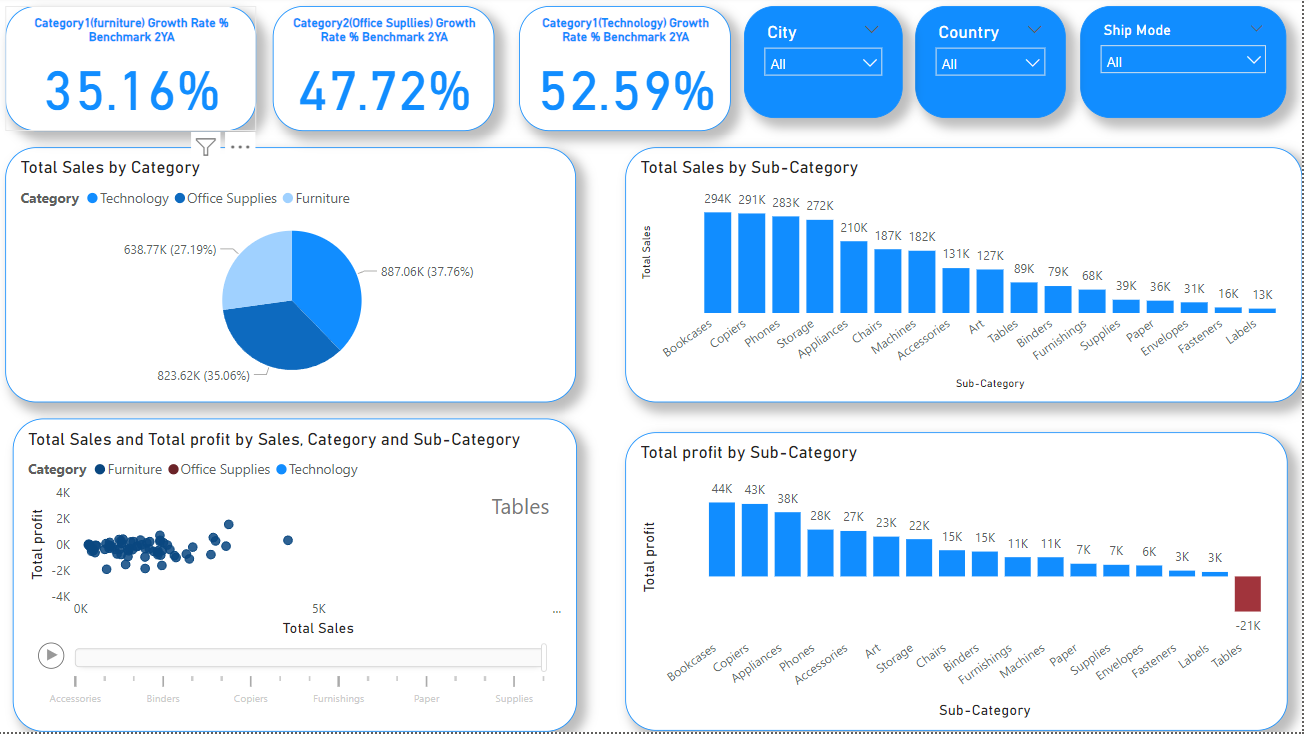 Category1(furniture) Growth Rate %
Benchmark 2YA
35.16%
Category2(Office Supllies) Growth
Rate % Benchmark 2YA
47.72%
Category1(Technology) Growth
Rate % Benchmark 2YA
52.59%
City
All
Country
All
Ship Mode
All
Total Sales by Category
Category Technology Office Supplies Furniture
638.77K (27.19%)
887.06K (37.76%)
823.62K (35.06%)
Total Sales by Sub-Category
Total Sales
294K 291K 283K 272K 210K 187K 182K 131K 127K 89K 79K 68K 39K 36K 31K 16K 13K
Bookcases Copiers Phones Storage Appliances Chairs Machines Accessories Art Tables Binders Furnishings Supplies Paper Envelopes Fasteners Labels
Sub-Category
Total Sales and Total profit by Sales, Category and Sub-Category
Category Furniture Office Supplies Technology
Tables
Total profit
4K
2K
0K
-2K
-4K
0K 5K ...
Total Sales
Accessories Binders Copiers Furnishings Paper Supplies
Total profit by Sub-Category
Total profit
44K 43K 38K 28K 27K 23K 22K 15K 15K 11K 11K 7K 7K 6K 3K 3K -21K
Bookcases Copiers Appliances Phones Accessories Art Storage Chairs Binders Furnishings Machines Paper Supplies Envelopes Fasteners Labels Tables
Sub-Category